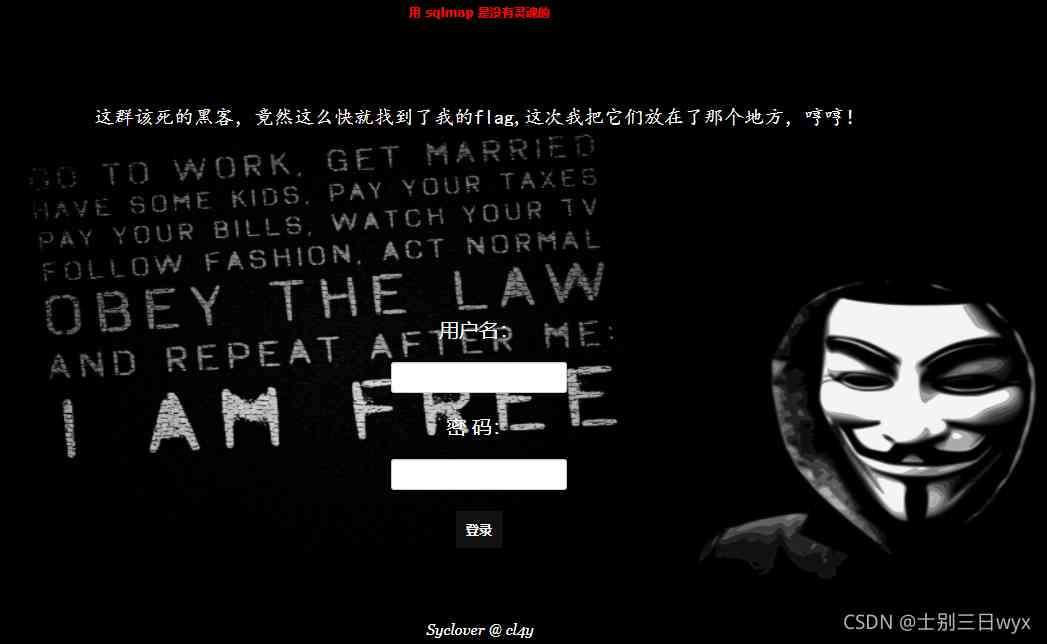 用 sqlmap 是没有灵魂的
这群该死的黑客，竟然这么快就找到了我的flag,这次我把它们放在了那个地方，哼哼！
GO TO WORK, GET MARRIED
HAVE SOME KIDS, PAY YOUR TAXES
PAY YOUR BILLS, WATCH YOUR TV
FOLLOW FASHION, ACT NORMAL
OBEY THE LAW
AND REPEAT AFTER ME:
I AM FREE
用户名:
密 码:
登录
Syclover @ cl4y
CSDN @士别三日wyx